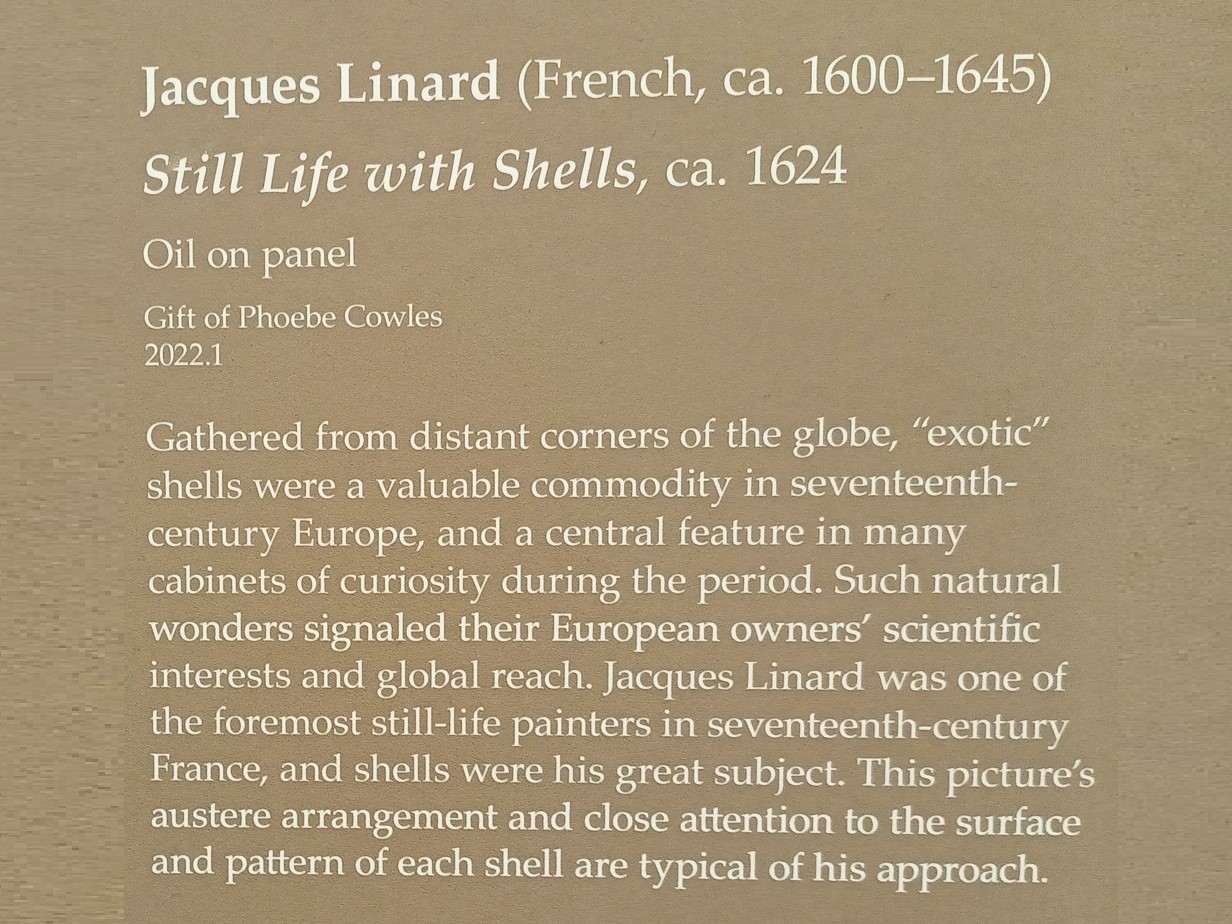 Jacques Linard (French, ca. 1600–1645)
Still Life with Shells, ca. 1624
Oil on panel
Gift of Phoebe Cowles
2022.1
Gathered from distant corners of the globe, “exotic”
shells were a valuable commodity in seventeenth-
century Europe, and a central feature in many
cabinets of curiosity during the period. Such natural
wonders signaled their European owners’ scientific
interests and global reach. Jacques Linard was one of
the foremost still-life painters in seventeenth-century
France, and shells were his great subject. This picture’s
austere arrangement and close attention to the surface
and pattern of each shell are typical of his approach.